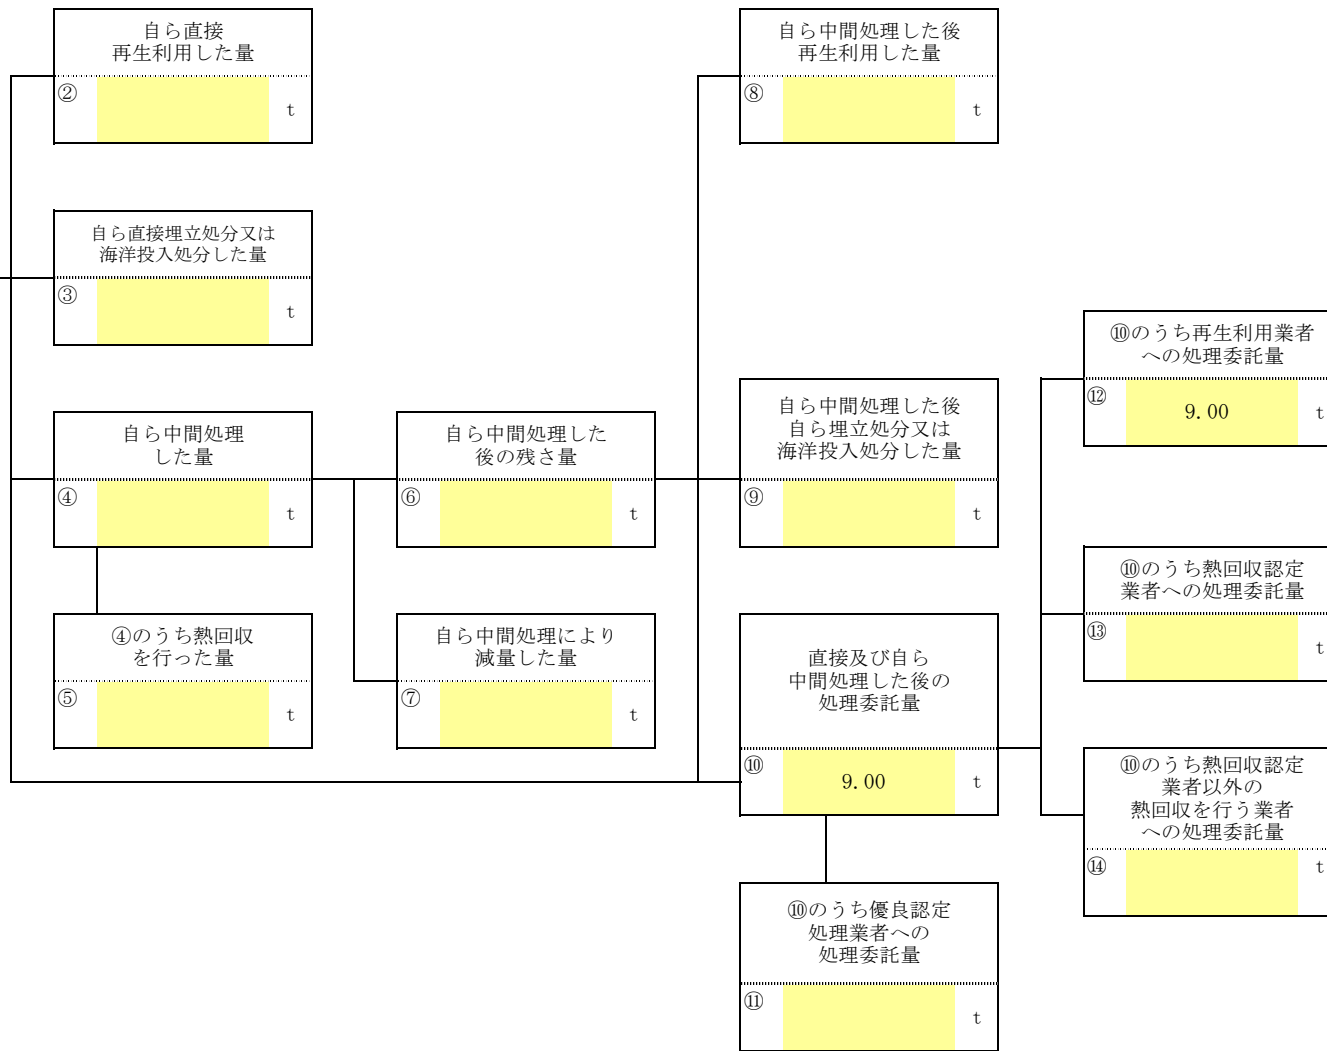 自ら直接
再生利用した量
②
t
自ら直接埋立処分又は
海洋投入処分した量
③
t
自ら中間処理
した量
④
t
④のうち熱回収
を行った量
⑤
t
自ら中間処理した
後の残さ量
⑥
t
自ら中間処理により
減量した量
⑦
t
自ら中間処理した後
再生利用した量
⑧
t
自ら中間処理した後
自ら埋立処分又は
海洋投入処分した量
⑨
t
直接及び自ら
中間処理した後の
処理委託量
⑩ 9.00 t
⑩のうち優良認定
処理業者への
処理委託量
⑪
t
⑩のうち再生利用業者
への処理委託量
⑫ 9.00 t
⑩のうち熱回収認定
業者への処理委託量
⑬
t
⑩のうち熱回収認定
業者以外の
熱回収を行う業者
への処理委託量
⑭
t